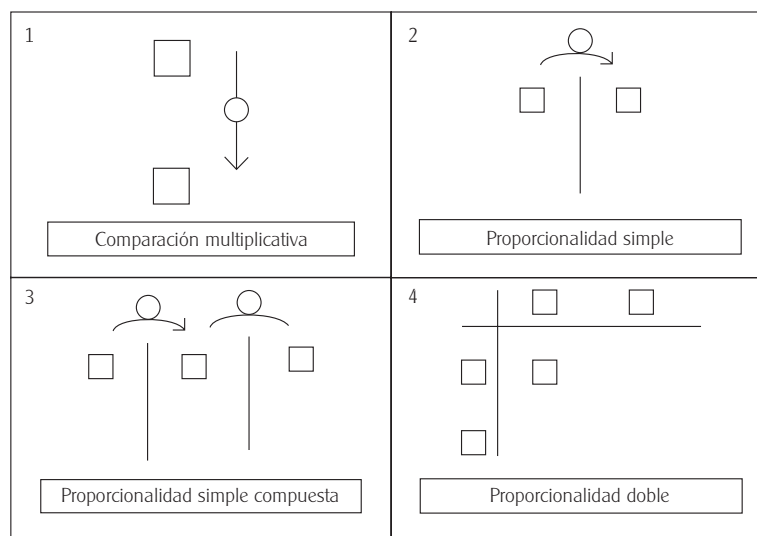 1
Comparación multiplicativa
2
Proporcionalidad simple
3
Proporcionalidad simple compuesta
4
Proporcionalidad doble